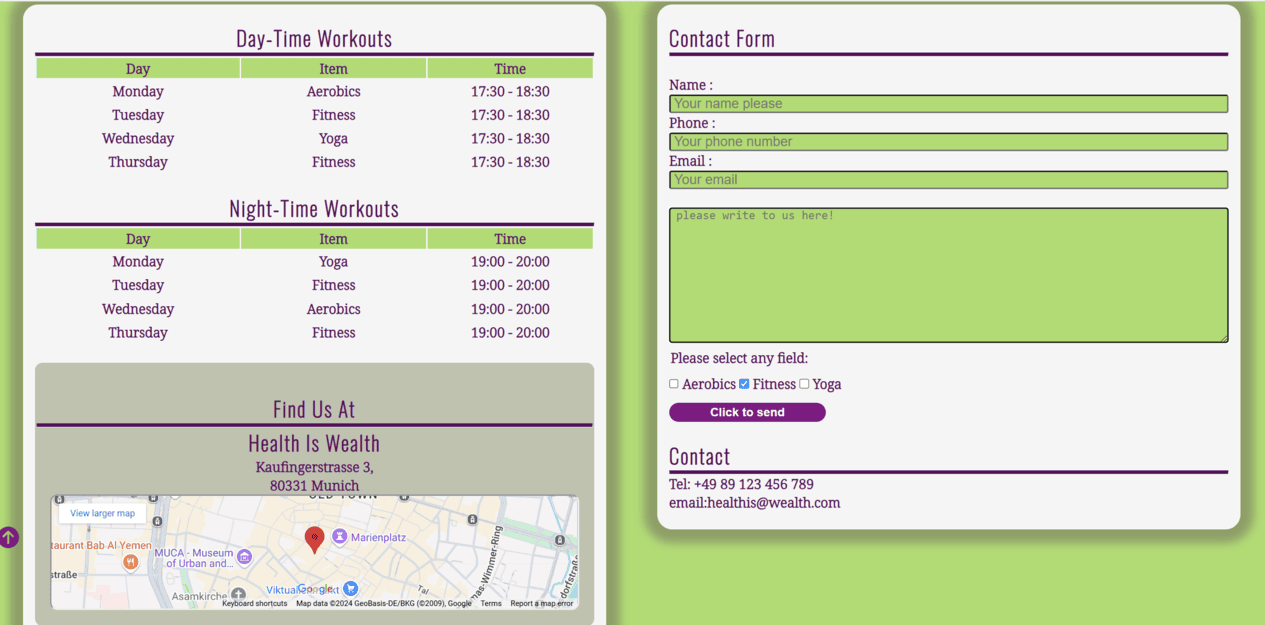 Day-Time Workouts
Day Item Time
Monday Aerobics 17:30 - 18:30
Tuesday Fitness 17:30 - 18:30
Wednesday Yoga 17:30 - 18:30
Thursday Fitness 17:30 - 18:30
Night-Time Workouts
Day Item Time
Monday Yoga 19:00 - 20:00
Tuesday Fitness 19:00 - 20:00
Wednesday Aerobics 19:00 - 20:00
Thursday Fitness 19:00 - 20:00
Find Us At
Health Is Wealth
Kaufingerstrasse 3,
80331 Munich
OLD TOWN
View larger map
Marienplatz
taurant Bab Al Yemen
MUCA - Museum
of Urban and...
straße
Asamkirche
Google
Tal
mas-Wimmer-Ring
dorfstraße
Keyboard shortcuts Map data ©2024 GeoBasis-DE/BKG (©2009), Google Terms Report a map error
Contact Form
Name :
Your name please
Phone :
Your phone number
Email :
Your email
please write to us here!
Please select any field:
Aerobics Fitness Yoga
Click to send
Contact
Tel: +49 89 123 456 789
email:healthis@wealth.com